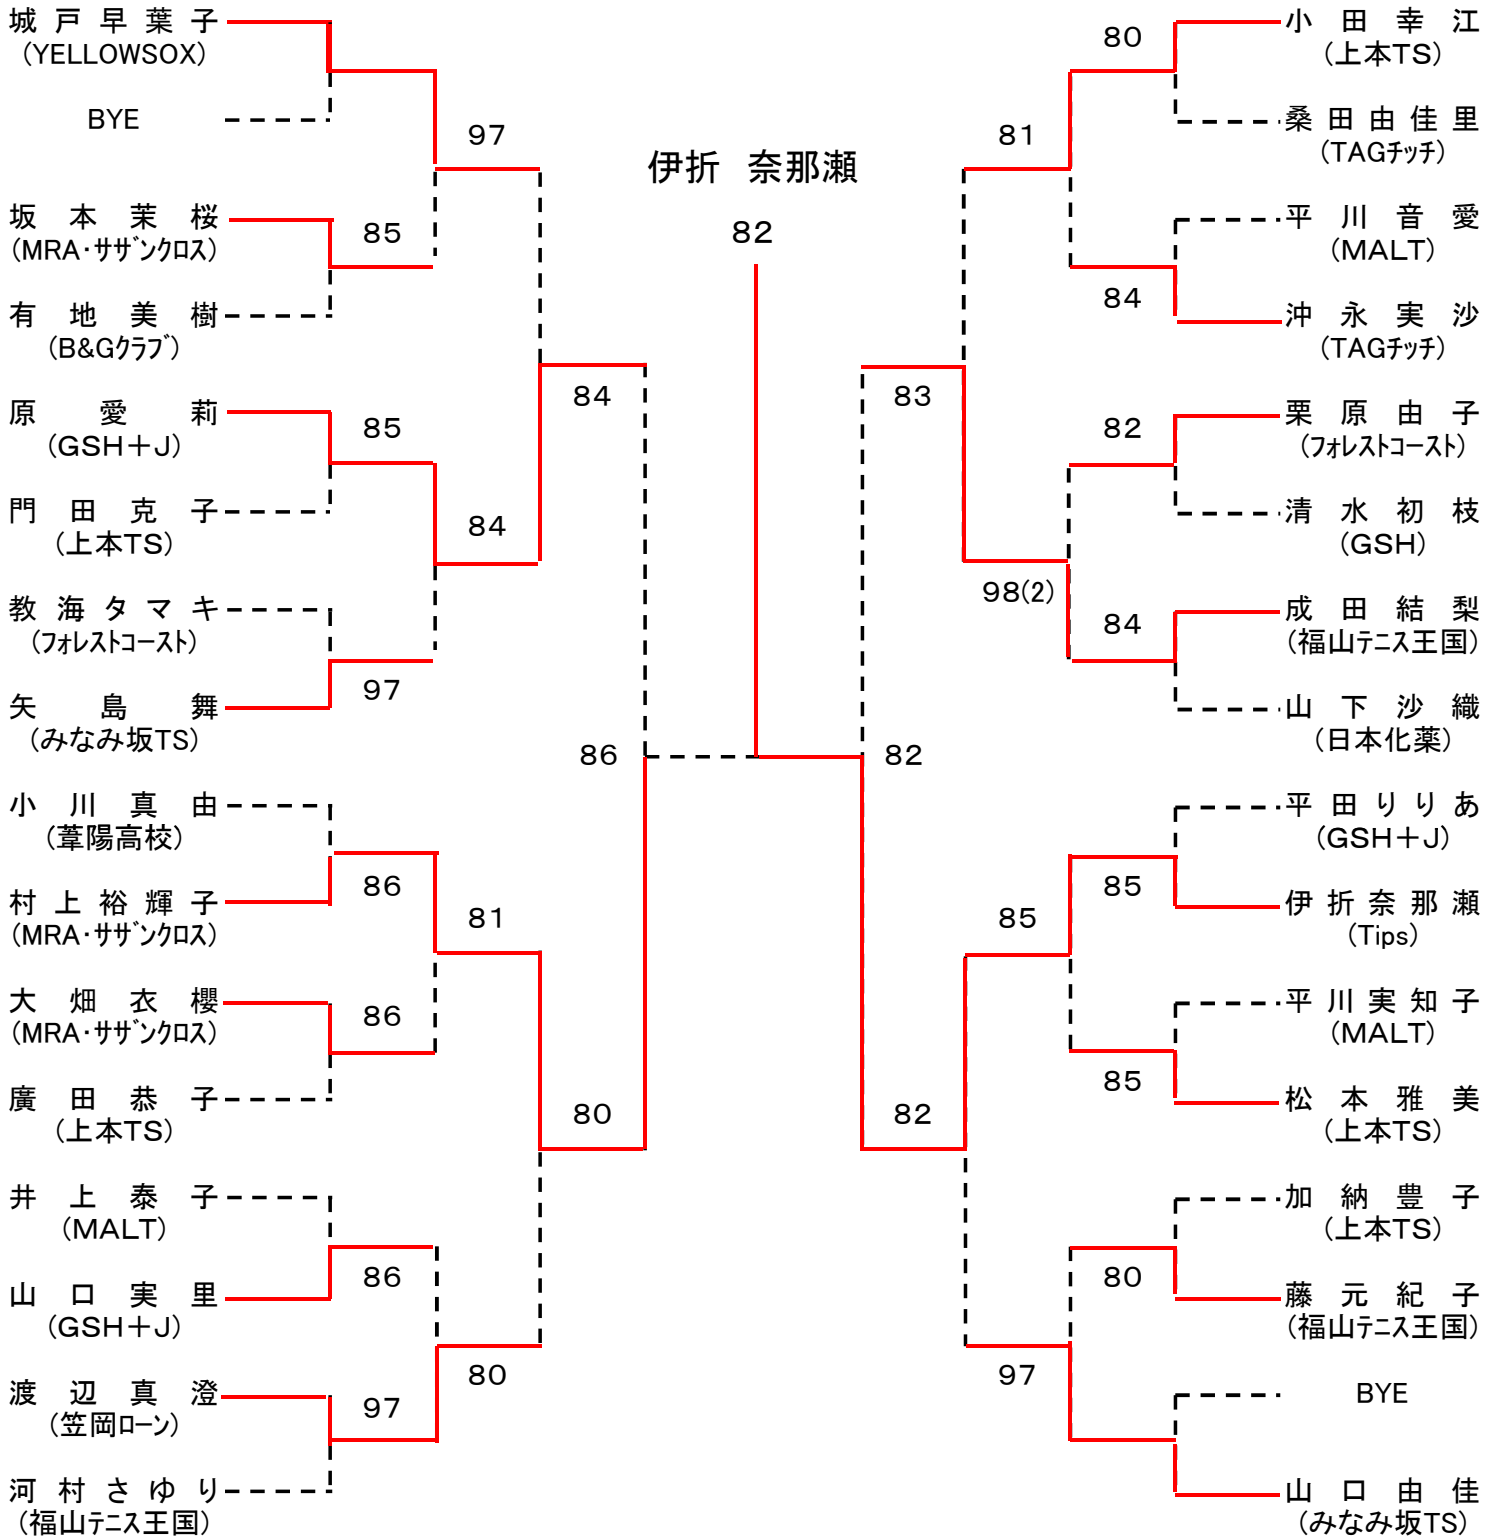 城戸早葉子
(YELLOWSOX)
BYE
97
坂本茉桜
(MRA・サザンクロス)
85
有地美樹
(B&Gクラブ)
84
原愛莉
(GSH+J)
85
門田克子
(上本TS)
84
教海タマキ
(フォレストコースト)
97
矢島舞
(みなみ坂TS)
86
小川真由
(葦陽高校)
86
村上裕輝子
(MRA・サザンクロス)
81
大畑衣櫻
(MRA・サザンクロス)
86
廣田恭子
(上本TS)
80
井上泰子
(MALT)
86
山口実里
(GSH+J)
80
渡辺真澄
(笠岡ローン)
97
河村さゆり
(福山テニス王国)
伊折 奈那瀬
82
小田幸江
(上本TS)
80
桑田由佳里
(TAGチッチ)
81
平川音愛
(MALT)
84
沖永実沙
(TAGチッチ)
83
栗原由子
(フォレストコースト)
82
清水初枝
(GSH)
98(2)
成田結梨
(福山テニス王国)
84
山下沙織
(日本化薬)
82
平田りりあ
(GSH+J)
85
伊折奈那瀬
(Tips)
85
平川実知子
(MALT)
85
松本雅美
(上本TS)
82
加納豊子
(上本TS)
80
藤元紀子
(福山テニス王国)
97
BYE
山口由佳
(みなみ坂TS)